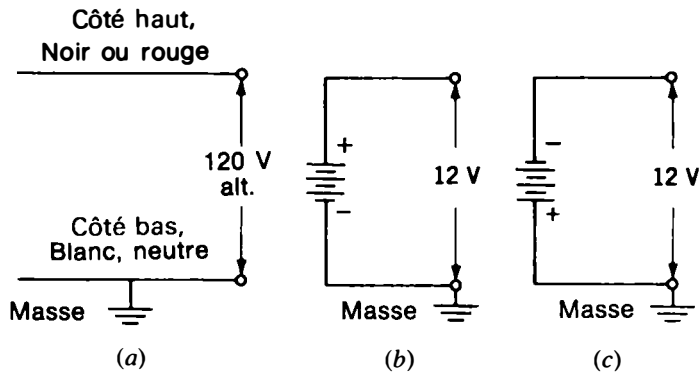 Côté haut,
Noir ou rouge
120 V
alt.
Côté bas,
Blanc, neutre
Masse
(a)
+
12 V
–
Masse
(b)
–
12 V
+
Masse
(c)